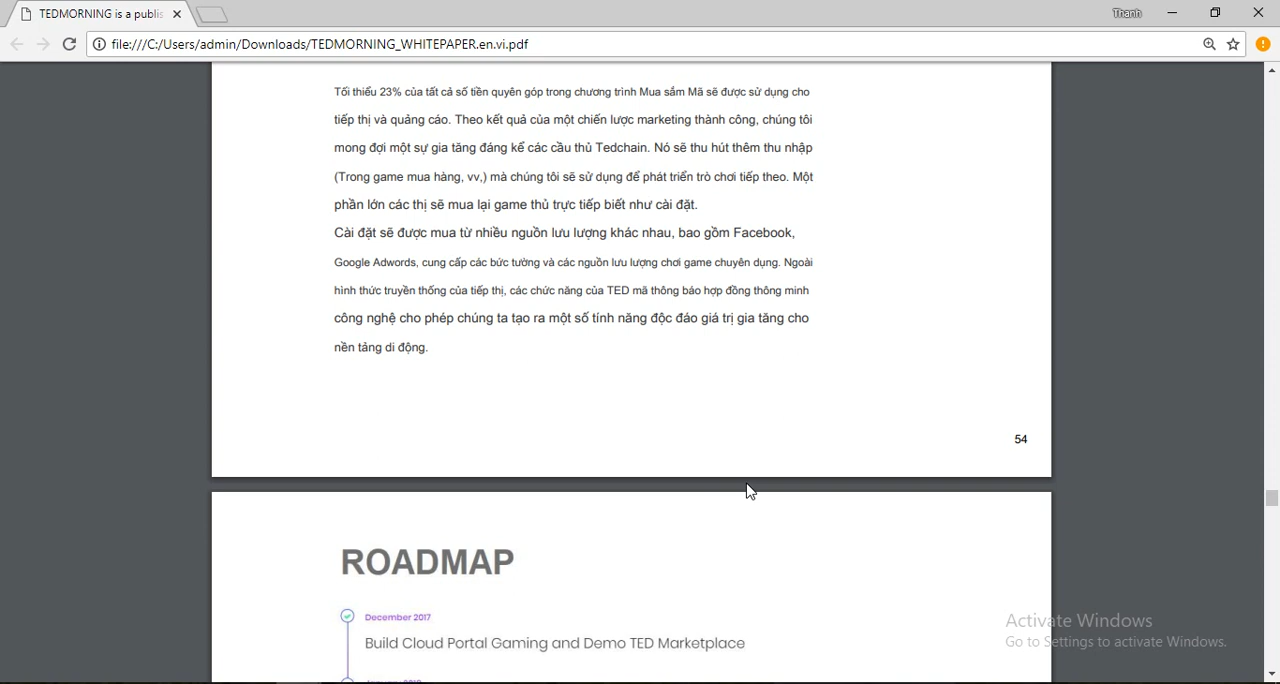 TEDMORNING is a publis
Thanh
file:///C:/Users/admin/Downloads/TEDMORNING_WHITEPAPER.en.vi.pdf
Tối thiểu 23% của tất cả số tiền quyên góp trong chương trình Mua sắm Mã sẽ được sử dụng cho
tiếp thị và quảng cáo. Theo kết quả của một chiến lược marketing thành công, chúng tôi
mong đợi một sự gia tăng đáng kể các cầu thủ Tedchain. Nó sẽ thu hút thêm thu nhập
(Trong game mua hàng, vv,) mà chúng tôi sẽ sử dụng để phát triển trò chơi tiếp theo. Một
phần lớn các thị sẽ mua lại game thủ trực tiếp biết như cài đặt.
Cài đặt sẽ được mua từ nhiều nguồn lưu lượng khác nhau, bao gồm Facebook,
Google Adwords, cung cấp các bức tường và các nguồn lưu lượng chơi game chuyên dụng. Ngoài
hình thức truyền thống của tiếp thị, các chức năng của TED mã thông báo hợp đồng thông minh
công nghệ cho phép chúng ta tạo ra một số tính năng độc đáo giá trị gia tăng cho
nền tảng di động.
54
ROADMAP
December 2017
Build Cloud Portal Gaming and Demo TED Marketplace
Activate Windows
Go to Settings to activate Windows.